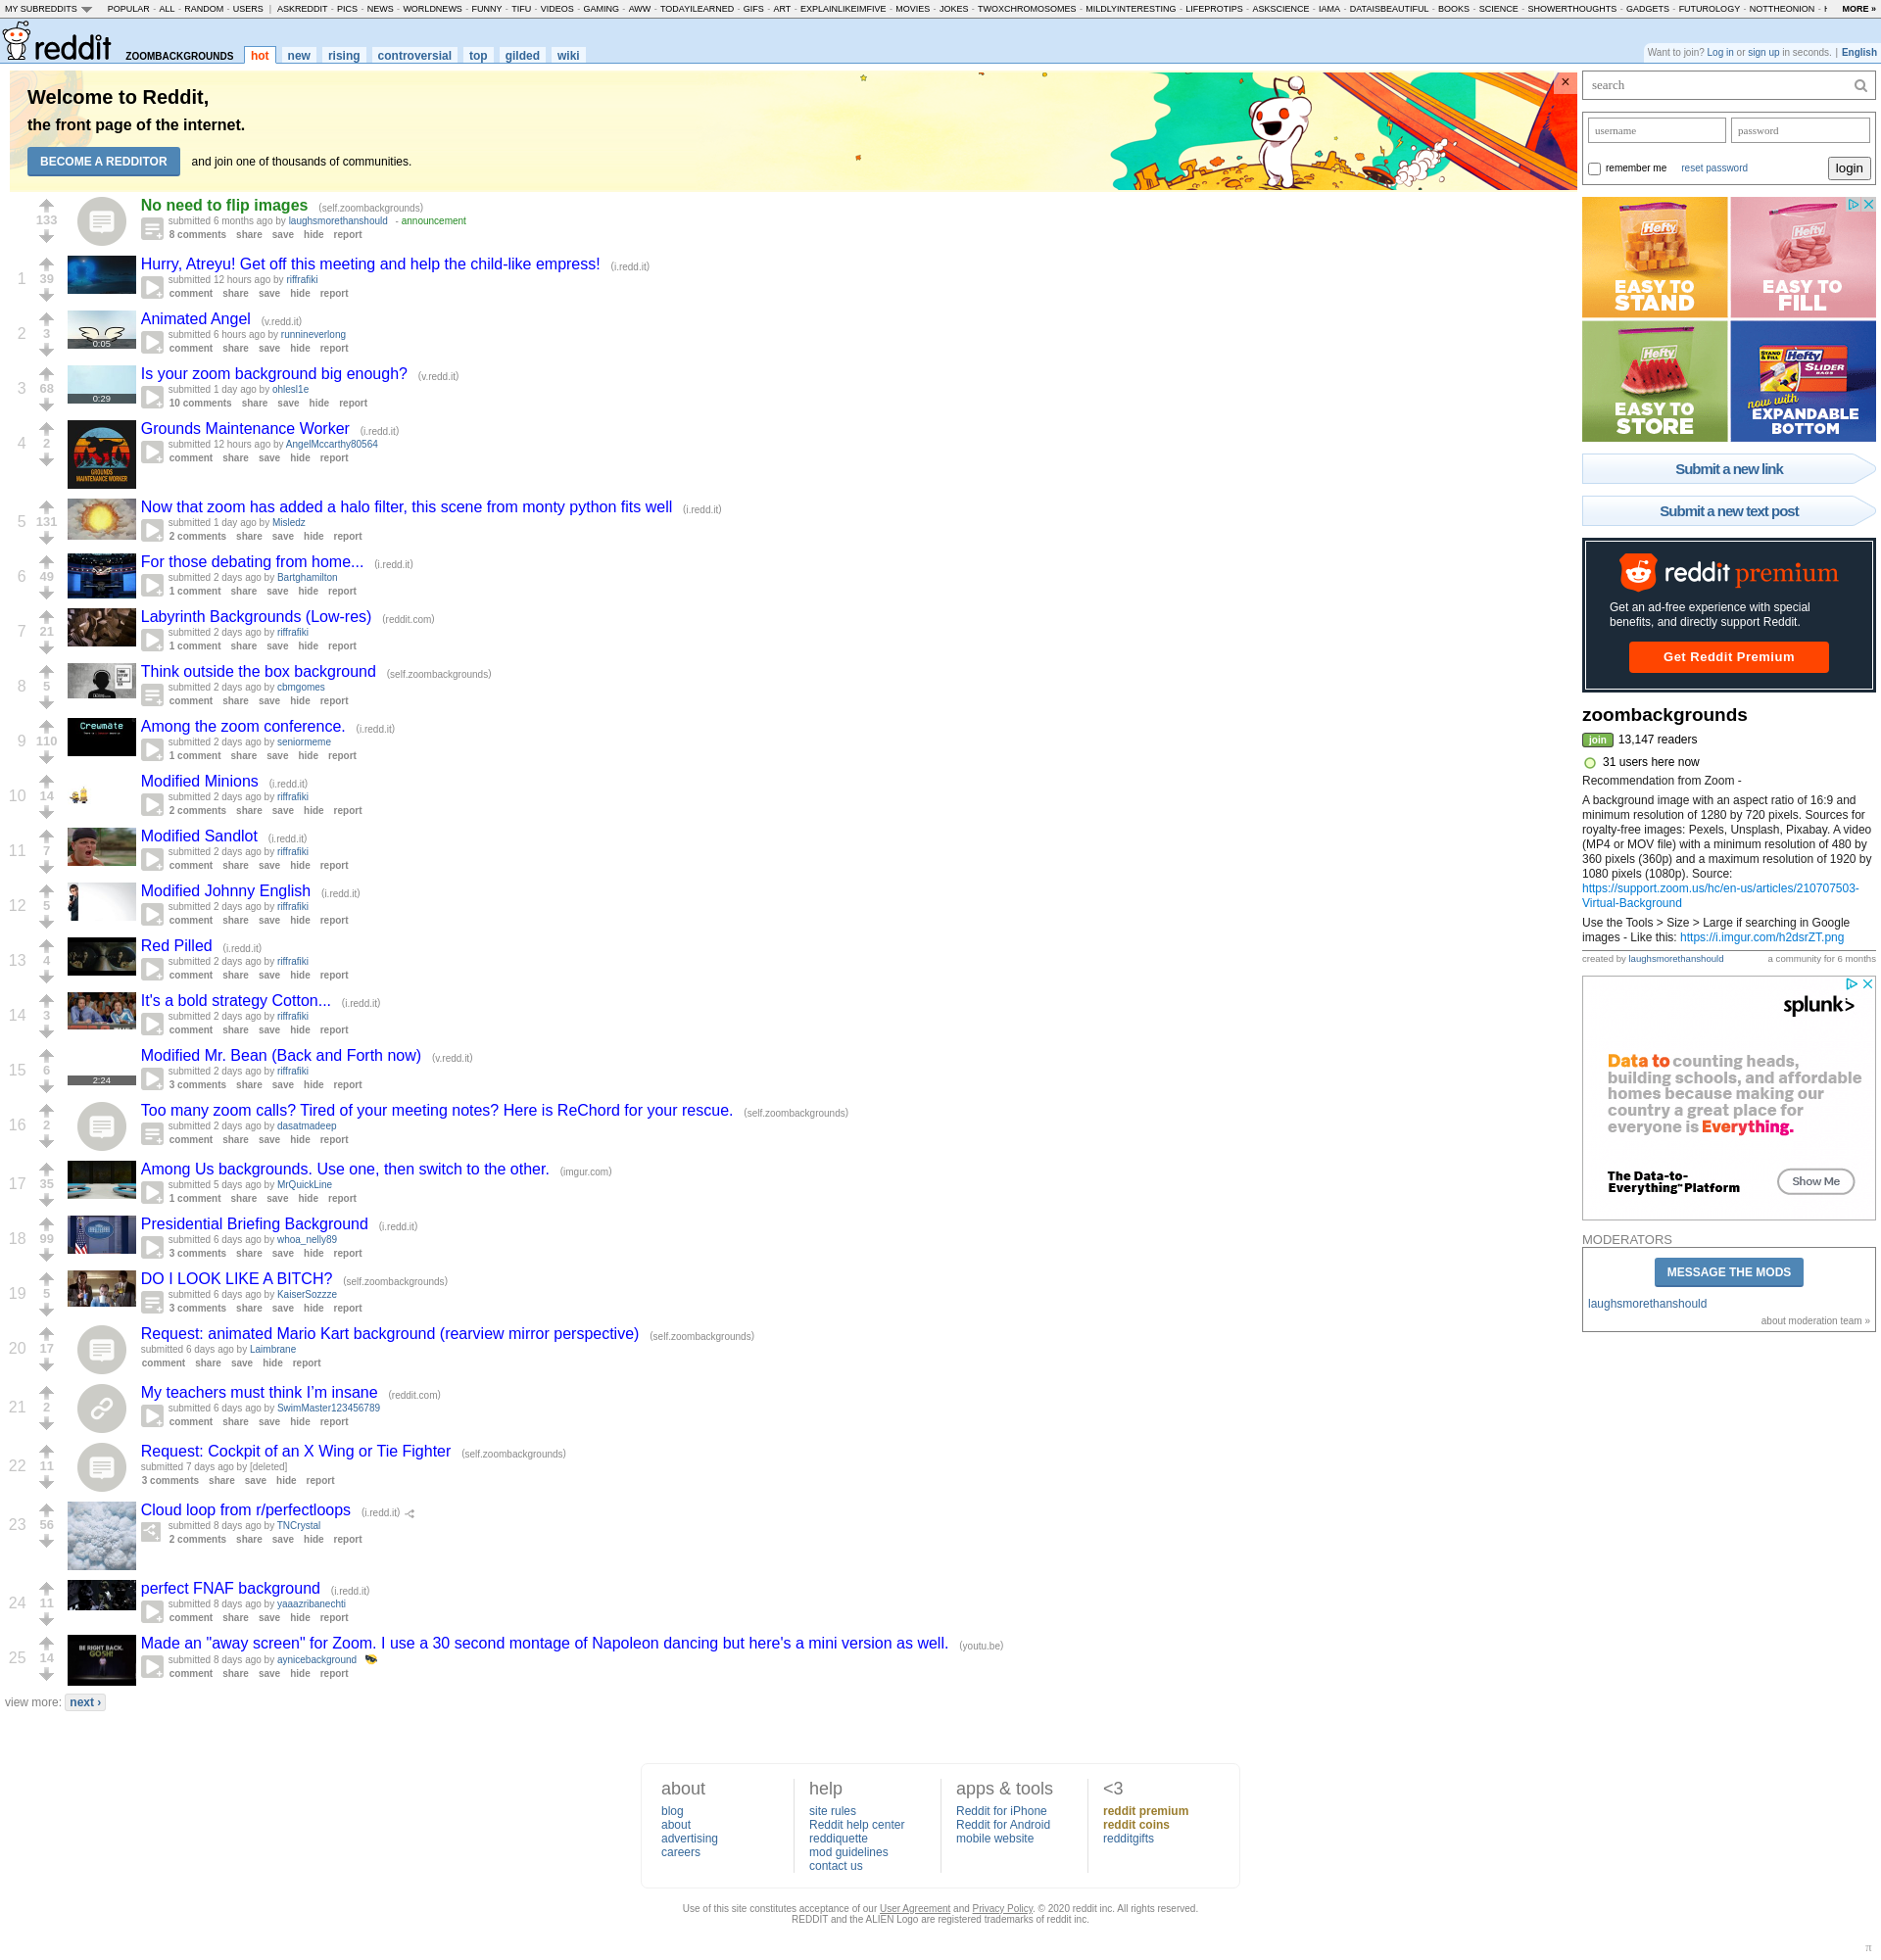 MY SUBREDDITS POPULAR - ALL - RANDOM - USERS | ASKREDDIT - PICS - NEWS - WORLDNEWS - FUNNY - TIFU - VIDEOS - GAMING - AWW - TODAYILEARNED - GIFS - ART - EXPLAINLIKEIMFIVE - MOVIES - JOKES - TWOXCHROMOSOMES - MILDLYINTERESTING - LIFEPROTIPS - ASKSCIENCE - IAMA - DATAISBEAUTIFUL - BOOKS - SCIENCE - SHOWERTHOUGHTS - GADGETS - FUTUROLOGY - NOTTHEONION - MORE »
reddit ZOOMBACKGROUNDS hot new rising controversial top gilded wiki
Want to join? Log in or sign up in seconds. | English
Welcome to Reddit,
the front page of the internet.
BECOME A REDDITOR and join one of thousands of communities.
×
133
No need to flip images (self.zoombackgrounds)
submitted 6 months ago by laughsmorethanshould - announcement
8 comments share save hide report
1 39
Hurry, Atreyu! Get off this meeting and help the child-like empress! (i.redd.it)
submitted 12 hours ago by riffrafiki
comment share save hide report
2 3
0:05
Animated Angel (v.redd.it)
submitted 6 hours ago by runnineverlong
comment share save hide report
3 68
0:29
Is your zoom background big enough? (v.redd.it)
submitted 1 day ago by ohlesl1e
10 comments share save hide report
4 2
GROUNDS
MAINTENANCE WORKER
Grounds Maintenance Worker (i.redd.it)
submitted 12 hours ago by AngelMccarthy80564
comment share save hide report
5 131
Now that zoom has added a halo filter, this scene from monty python fits well (i.redd.it)
submitted 1 day ago by Misledz
2 comments share save hide report
6 49
For those debating from home... (i.redd.it)
submitted 2 days ago by Bartghamilton
1 comment share save hide report
7 21
Labyrinth Backgrounds (Low-res) (reddit.com)
submitted 2 days ago by riffrafiki
1 comment share save hide report
8 5
Think outside the box background (self.zoombackgrounds)
submitted 2 days ago by cbmgomes
comment share save hide report
9 110
Crewmate
Among the zoom conference. (i.redd.it)
submitted 2 days ago by seniormeme
1 comment share save hide report
10 14
Modified Minions (i.redd.it)
submitted 2 days ago by riffrafiki
2 comments share save hide report
11 7
Modified Sandlot (i.redd.it)
submitted 2 days ago by riffrafiki
comment share save hide report
12 5
Modified Johnny English (i.redd.it)
submitted 2 days ago by riffrafiki
comment share save hide report
13 4
Red Pilled (i.redd.it)
submitted 2 days ago by riffrafiki
comment share save hide report
14 3
It's a bold strategy Cotton... (i.redd.it)
submitted 2 days ago by riffrafiki
comment share save hide report
15 6
2:24
Modified Mr. Bean (Back and Forth now) (v.redd.it)
submitted 2 days ago by riffrafiki
3 comments share save hide report
16 2
Too many zoom calls? Tired of your meeting notes? Here is ReChord for your rescue. (self.zoombackgrounds)
submitted 2 days ago by dasatmadeep
comment share save hide report
17 35
Among Us backgrounds. Use one, then switch to the other. (imgur.com)
submitted 5 days ago by MrQuickLine
1 comment share save hide report
18 99
Presidential Briefing Background (i.redd.it)
submitted 6 days ago by whoa_nelly89
3 comments share save hide report
19 5
DO I LOOK LIKE A BITCH? (self.zoombackgrounds)
submitted 6 days ago by KaiserSozzze
3 comments share save hide report
20 17
Request: animated Mario Kart background (rearview mirror perspective) (self.zoombackgrounds)
submitted 6 days ago by Laimbrane
comment share save hide report
21 2
My teachers must think I’m insane (reddit.com)
submitted 6 days ago by SwimMaster123456789
comment share save hide report
22 11
Request: Cockpit of an X Wing or Tie Fighter (self.zoombackgrounds)
submitted 7 days ago by [deleted]
3 comments share save hide report
23 56
Cloud loop from r/perfectloops (i.redd.it)
submitted 8 days ago by TNCrystal
2 comments share save hide report
24 11
perfect FNAF background (i.redd.it)
submitted 8 days ago by yaaazribanechti
comment share save hide report
25 14
BE RIGHT BACK.
GOSH!
Made an "away screen" for Zoom. I use a 30 second montage of Napoleon dancing but here's a mini version as well. (youtu.be)
submitted 8 days ago by aynicebackground
comment share save hide report
view more: next ›
search
username password
remember me reset password login
Hefty
EASY TO
STAND
Hefty
EASY TO
FILL
Hefty
EASY TO
STORE
STAND & FILL
Hefty
SLIDER
BAGS
now with
EXPANDABLE
BOTTOM
Submit a new link
Submit a new text post
reddit premium
Get an ad-free experience with special
benefits, and directly support Reddit.
Get Reddit Premium
zoombackgrounds
join 13,147 readers
31 users here now
Recommendation from Zoom -
A background image with an aspect ratio of 16:9 and
minimum resolution of 1280 by 720 pixels. Sources for
royalty-free images: Pexels, Unsplash, Pixabay. A video
(MP4 or MOV file) with a minimum resolution of 480 by
360 pixels (360p) and a maximum resolution of 1920 by
1080 pixels (1080p). Source:
https://support.zoom.us/hc/en-us/articles/210707503-
Virtual-Background
Use the Tools > Size > Large if searching in Google
images - Like this: https://i.imgur.com/h2dsrZT.png
created by laughsmorethanshould a community for 6 months
splunk>
Data to counting heads,
building schools, and affordable
homes because making our
country a great place for
everyone is Everything.
The Data-to-
Everything™ Platform
Show Me
MODERATORS
MESSAGE THE MODS
laughsmorethanshould
about moderation team »
about
blog
about
advertising
careers
help
site rules
Reddit help center
reddiquette
mod guidelines
contact us
apps & tools
Reddit for iPhone
Reddit for Android
mobile website
<3
reddit premium
reddit coins
redditgifts
Use of this site constitutes acceptance of our User Agreement and Privacy Policy. © 2020 reddit inc. All rights reserved.
REDDIT and the ALIEN Logo are registered trademarks of reddit inc.
π